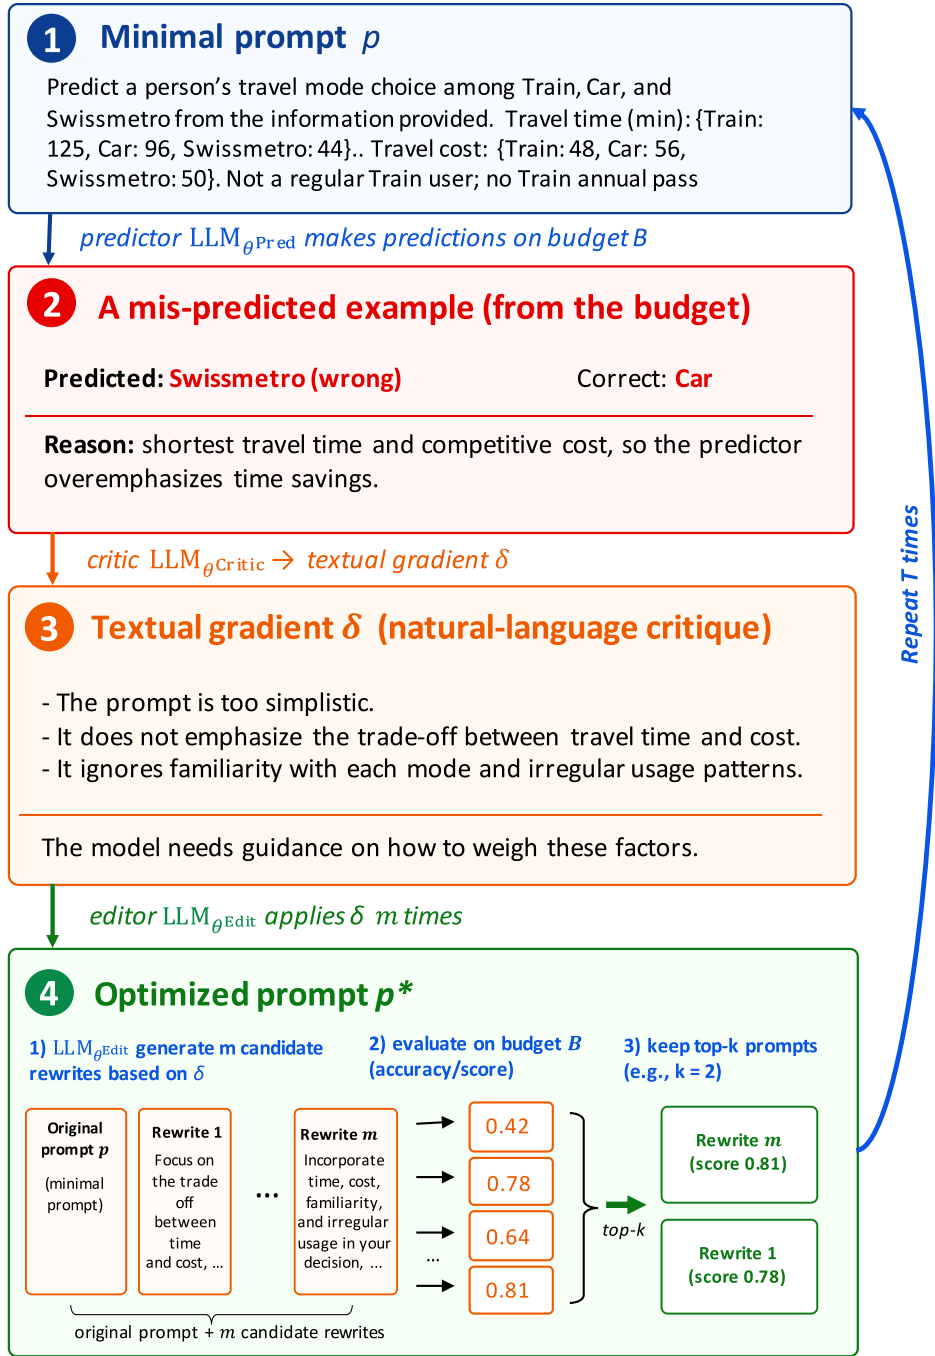 1 Minimal prompt p
Predict a person's travel mode choice among Train, Car, and
Swissmetro from the information provided. Travel time (min): {Train:
125, Car: 96, Swissmetro: 44}.. Travel cost: {Train: 48, Car: 56,
Swissmetro: 50}. Not a regular Train user; no Train annual pass
predictor LLM_θ^Pred makes predictions on budget B
2 A mis-predicted example (from the budget)
Predicted: Swissmetro (wrong) Correct: Car
Reason: shortest travel time and competitive cost, so the predictor
overemphasizes time savings.
critic LLM_θ^Critic → textual gradient δ
3 Textual gradient δ (natural-language critique)
- The prompt is too simplistic.
- It does not emphasize the trade-off between travel time and cost.
- It ignores familiarity with each mode and irregular usage patterns.
The model needs guidance on how to weigh these factors.
editor LLM_θ^Edit applies δ m times
4 Optimized prompt p*
1) LLM_θ^Edit generate m candidate
rewrites based on δ
2) evaluate on budget B
(accuracy/score)
3) keep top-k prompts
(e.g., k = 2)
Original
prompt p
(minimal
prompt)
Rewrite 1
Focus on
the trade
off
between
time
and cost, ...
...
Rewrite m
Incorporate
time, cost,
familiarity,
and irregular
usage in your
decision, ...
0.42
0.78
0.64
...
0.81
top-k
Rewrite m
(score 0.81)
Rewrite 1
(score 0.78)
original prompt + m candidate rewrites
Repeat T times